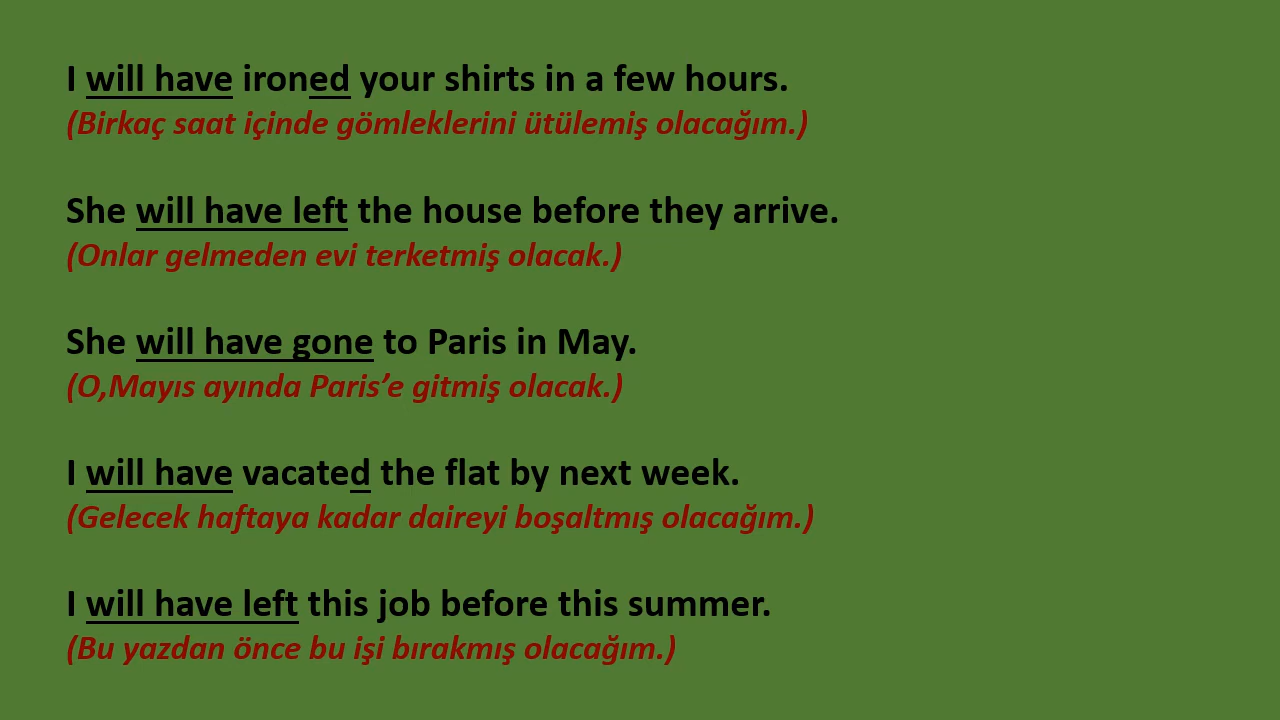 I will have ironed your shirts in a few hours.
(Birkaç saat içinde gömleklerini ütülemiş olacağım.)
She will have left the house before they arrive.
(Onlar gelmeden evi terketmiş olacak.)
She will have gone to Paris in May.
(O,Mayıs ayında Paris’e gitmiş olacak.)
I will have vacated the flat by next week.
(Gelecek haftaya kadar daireyi boşaltmış olacağım.)
I will have left this job before this summer.
(Bu yazdan önce bu işi bırakmış olacağım.)